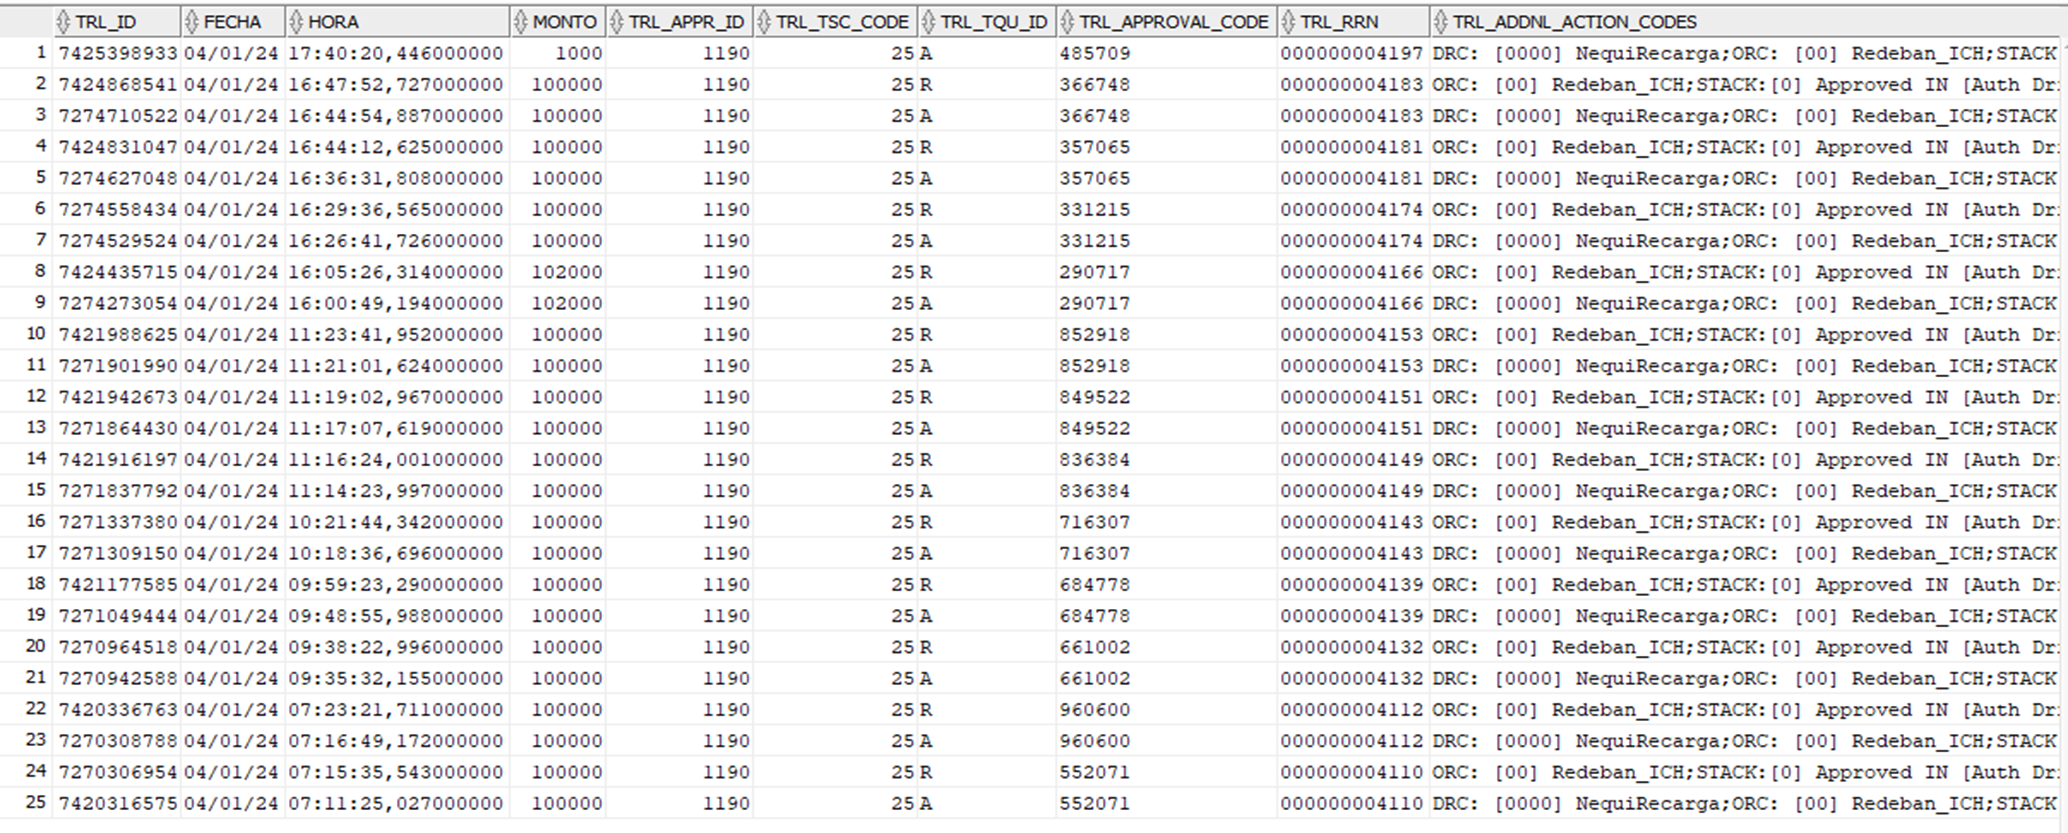 TRL_ID FECHA HORA MONTO TRL_APPR_ID TRL_TSC_CODE TRL_TQU_ID TRL_APPROVAL_CODE TRL_RRN TRL_ADDNL_ACTION_CODES
1 7425398933 04/01/24 17:40:20,446000000 1000 1190 25 A 485709 000000004197 DRC: [0000] NequiRecarga;ORC: [00] Redeban_ICH;STACK
2 7424868541 04/01/24 16:47:52,727000000 100000 1190 25 R 366748 000000004183 ORC: [00] Redeban_ICH;STACK:[0] Approved IN [Auth Dr
3 7274710522 04/01/24 16:44:54,887000000 100000 1190 25 A 366748 000000004183 DRC: [0000] NequiRecarga;ORC: [00] Redeban_ICH;STACK
4 7424831047 04/01/24 16:44:12,625000000 100000 1190 25 R 357065 000000004181 ORC: [00] Redeban_ICH;STACK:[0] Approved IN [Auth Dr
5 7274627048 04/01/24 16:36:31,808000000 100000 1190 25 A 357065 000000004181 DRC: [0000] NequiRecarga;ORC: [00] Redeban_ICH;STACK
6 7274558434 04/01/24 16:29:36,565000000 100000 1190 25 R 331215 000000004174 ORC: [00] Redeban_ICH;STACK:[0] Approved IN [Auth Dr
7 7274529524 04/01/24 16:26:41,726000000 100000 1190 25 A 331215 000000004174 DRC: [0000] NequiRecarga;ORC: [00] Redeban_ICH;STACK
8 7424435715 04/01/24 16:05:26,314000000 102000 1190 25 R 290717 000000004166 ORC: [00] Redeban_ICH;STACK:[0] Approved IN [Auth Dr
9 7274273054 04/01/24 16:00:49,194000000 102000 1190 25 A 290717 000000004166 DRC: [0000] NequiRecarga;ORC: [00] Redeban_ICH;STACK
10 7421988625 04/01/24 11:23:41,952000000 100000 1190 25 R 852918 000000004153 ORC: [00] Redeban_ICH;STACK:[0] Approved IN [Auth Dr
11 7271901990 04/01/24 11:21:01,624000000 100000 1190 25 A 852918 000000004153 DRC: [0000] NequiRecarga;ORC: [00] Redeban_ICH;STACK
12 7421942673 04/01/24 11:19:02,967000000 100000 1190 25 R 849522 000000004151 ORC: [00] Redeban_ICH;STACK:[0] Approved IN [Auth Dr
13 7271864430 04/01/24 11:17:07,619000000 100000 1190 25 A 849522 000000004151 DRC: [0000] NequiRecarga;ORC: [00] Redeban_ICH;STACK
14 7421916197 04/01/24 11:16:24,001000000 100000 1190 25 R 836384 000000004149 ORC: [00] Redeban_ICH;STACK:[0] Approved IN [Auth Dr
15 7271837792 04/01/24 11:14:23,997000000 100000 1190 25 A 836384 000000004149 DRC: [0000] NequiRecarga;ORC: [00] Redeban_ICH;STACK
16 7271337380 04/01/24 10:21:44,342000000 100000 1190 25 R 716307 000000004143 ORC: [00] Redeban_ICH;STACK:[0] Approved IN [Auth Dr
17 7271309150 04/01/24 10:18:36,696000000 100000 1190 25 A 716307 000000004143 DRC: [0000] NequiRecarga;ORC: [00] Redeban_ICH;STACK
18 7421177585 04/01/24 09:59:23,290000000 100000 1190 25 R 684778 000000004139 ORC: [00] Redeban_ICH;STACK:[0] Approved IN [Auth Dr
19 7271049444 04/01/24 09:48:55,988000000 100000 1190 25 A 684778 000000004139 DRC: [0000] NequiRecarga;ORC: [00] Redeban_ICH;STACK
20 7270964518 04/01/24 09:38:22,996000000 100000 1190 25 R 661002 000000004132 ORC: [00] Redeban_ICH;STACK:[0] Approved IN [Auth Dr
21 7270942588 04/01/24 09:35:32,155000000 100000 1190 25 A 661002 000000004132 DRC: [0000] NequiRecarga;ORC: [00] Redeban_ICH;STACK
22 7420336763 04/01/24 07:23:21,711000000 100000 1190 25 R 960600 000000004112 ORC: [00] Redeban_ICH;STACK:[0] Approved IN [Auth Dr
23 7270308788 04/01/24 07:16:49,172000000 100000 1190 25 A 960600 000000004112 DRC: [0000] NequiRecarga;ORC: [00] Redeban_ICH;STACK
24 7270306954 04/01/24 07:15:35,543000000 100000 1190 25 R 552071 000000004110 ORC: [00] Redeban_ICH;STACK:[0] Approved IN [Auth Dr
25 7420316575 04/01/24 07:11:25,027000000 100000 1190 25 A 552071 000000004110 DRC: [0000] NequiRecarga;ORC: [00] Redeban_ICH;STACK